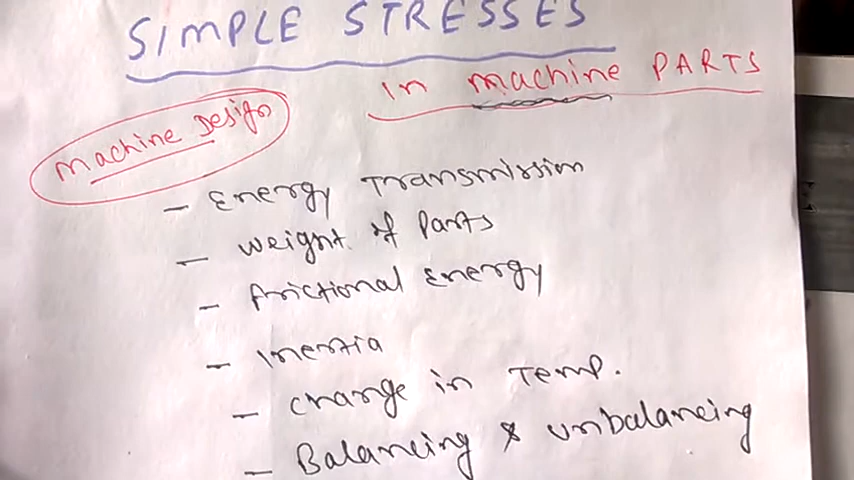 SIMPLE STRESSES
in machine PARTS
Machine Design
- Energy Transmission
- Weight of Parts
- Frictional Energy
- Inertia
- Change in Temp.
- Balancing & unbalancing